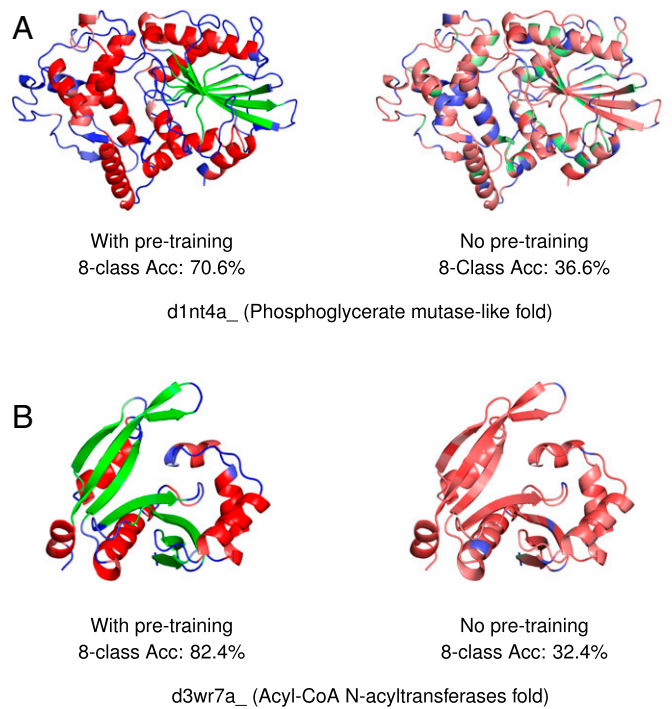 A
With pre-training
8-class Acc: 70.6%
No pre-training
8-Class Acc: 36.6%
d1nt4a_ (Phosphoglycerate mutase-like fold)
B
With pre-training
8-class Acc: 82.4%
No pre-training
8-class Acc: 32.4%
d3wr7a_ (Acyl-CoA N-acyltransferases fold)